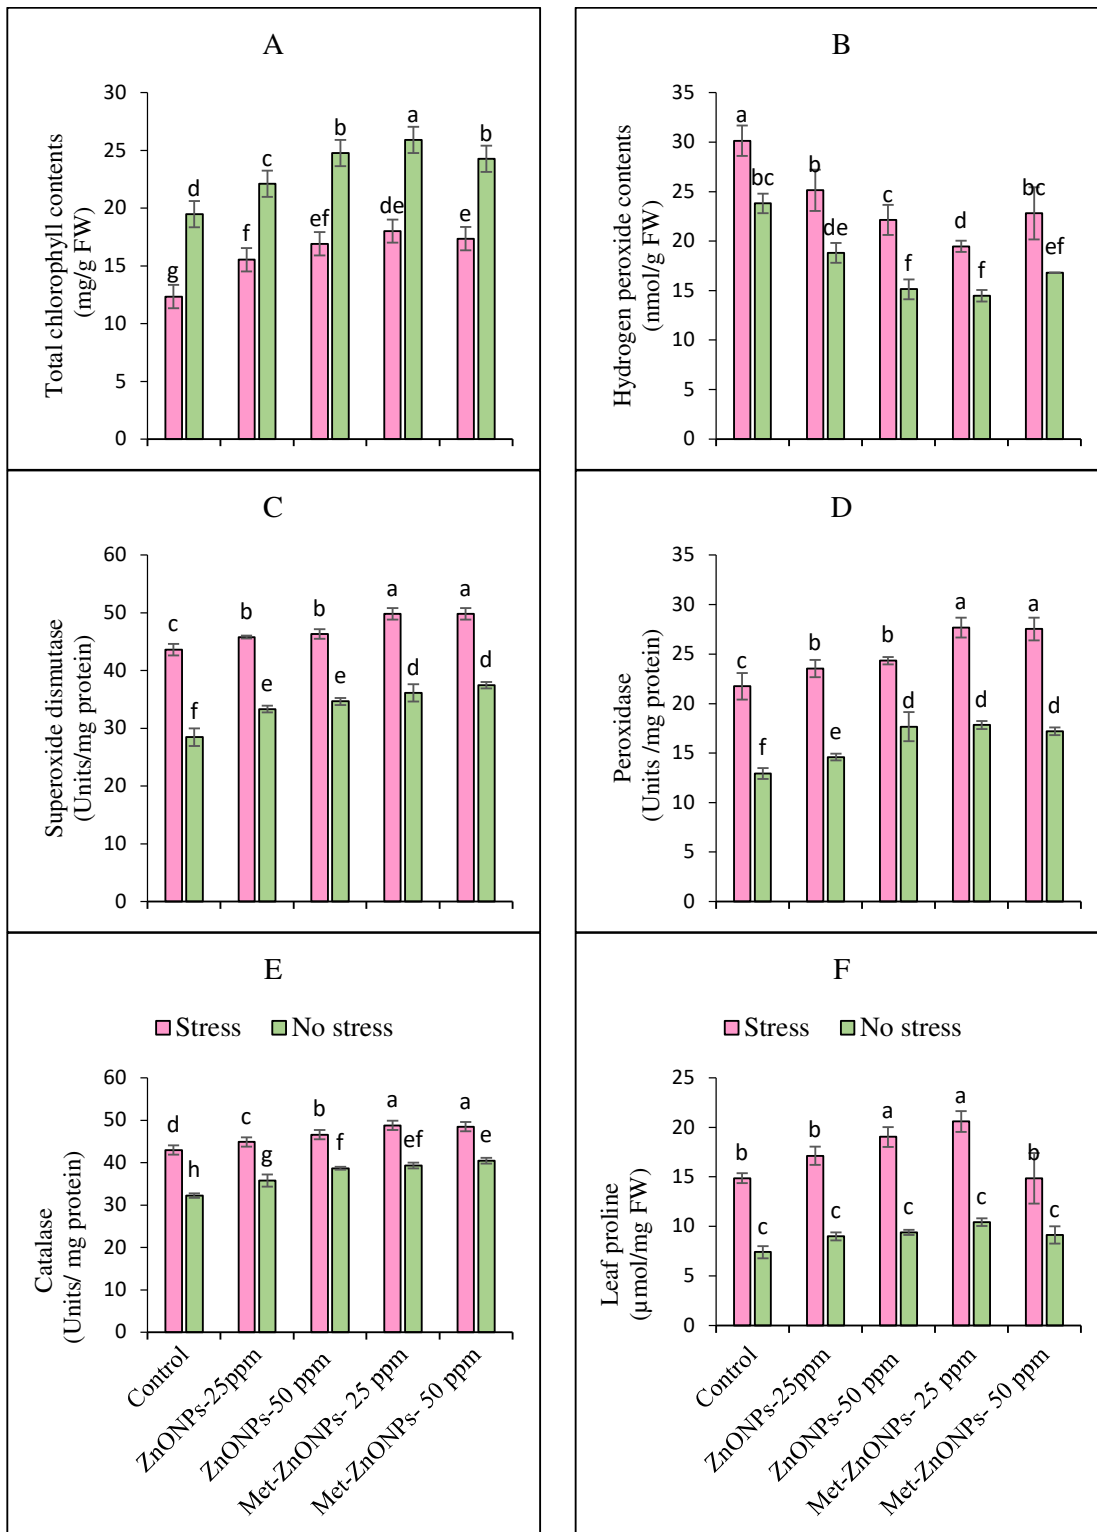 A
Total chlorophyll contents
(mg/g FW)
30
25
20
15
10
5
0
g
d
f
c
ef
b
de
a
e
b
B
Hydrogen peroxide contents
(nmol/g FW)
35
30
25
20
15
10
5
0
a
bc
b
de
c
f
d
f
bc
ef
C
Superoxide dismutase
(Units/mg protein)
60
50
40
30
20
10
0
c
f
b
e
b
e
a
d
a
d
D
Peroxidase
(Units /mg protein)
35
30
25
20
15
10
5
0
c
f
b
e
b
d
a
d
a
d
E
Stress
No stress
Catalase
(Units/ mg protein)
60
50
40
30
20
10
0
d
h
c
g
b
f
a
ef
a
e
Control
ZnONPs-25ppm
ZnONPs-50 ppm
Met-ZnONPs- 25 ppm
Met-ZnONPs- 50 ppm
F
Stress
No stress
Leaf proline
(µmol/mg FW)
25
20
15
10
5
0
b
c
b
c
a
c
a
c
b
c
Control
ZnONPs-25ppm
ZnONPs-50 ppm
Met-ZnONPs- 25 ppm
Met-ZnONPs- 50 ppm